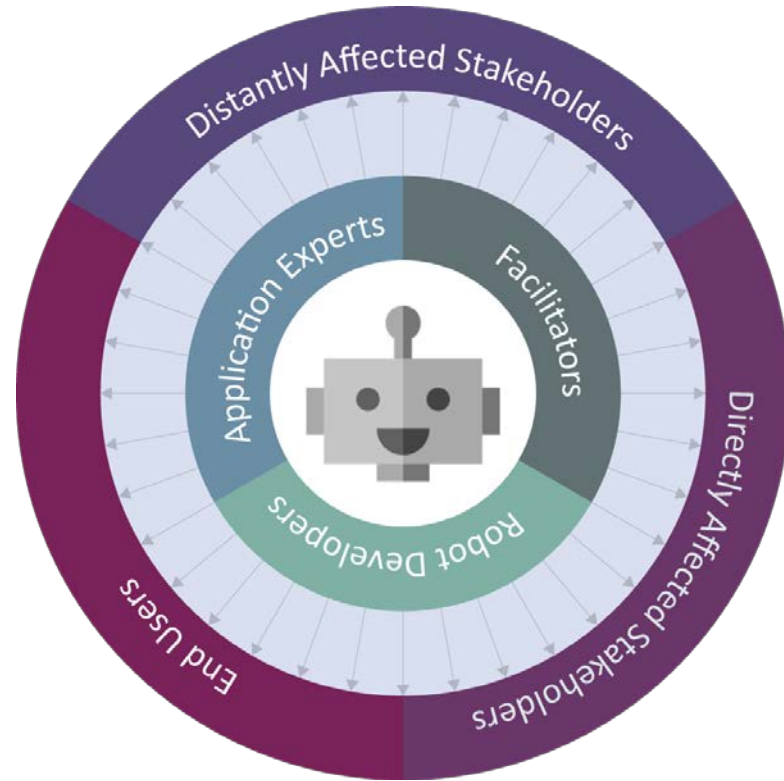 Distantly Affected Stakeholders
Application Experts
Facilitators
Robot Developers
Directly Affected Stakeholders
End Users